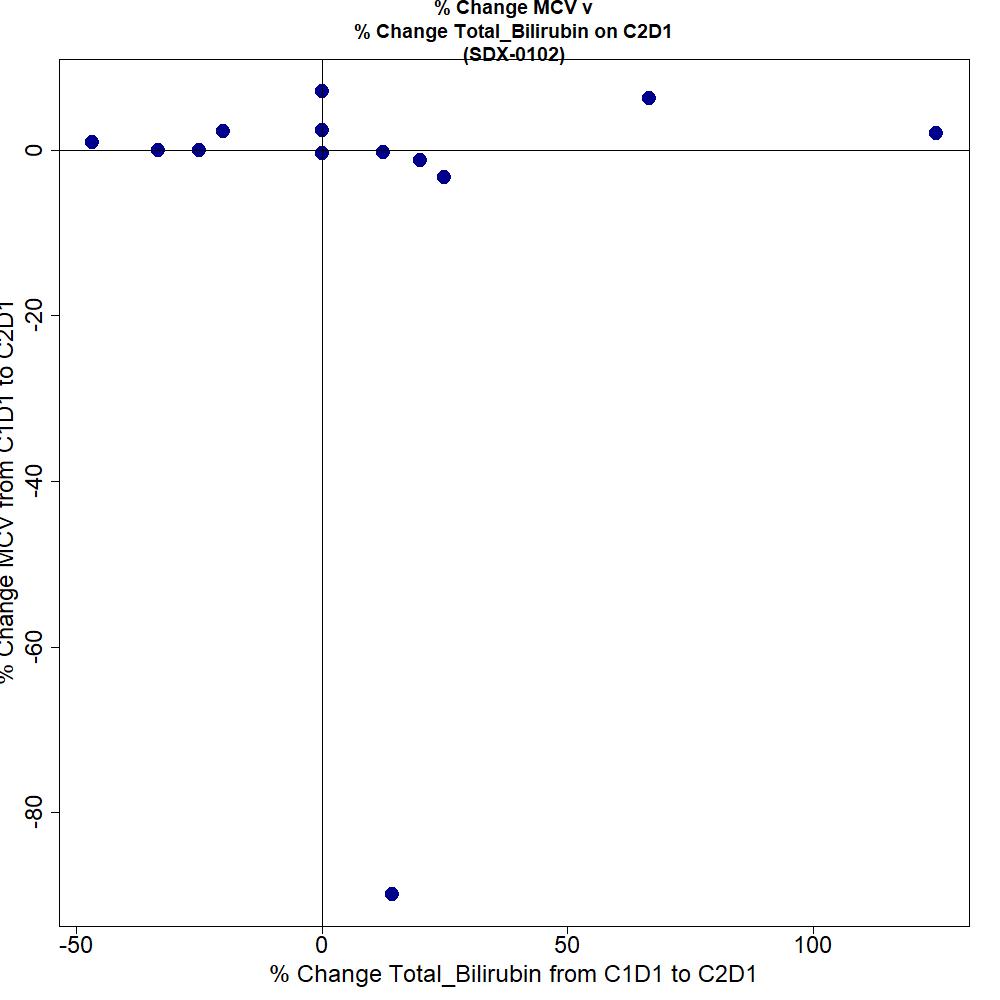 % Change MCV v
% Change Total_Bilirubin on C2D1
(SDX-0102)
% Change MCV from C1D1 to C2D1
0
-20
-40
-60
-80
-50
0
50
100
% Change Total_Bilirubin from C1D1 to C2D1